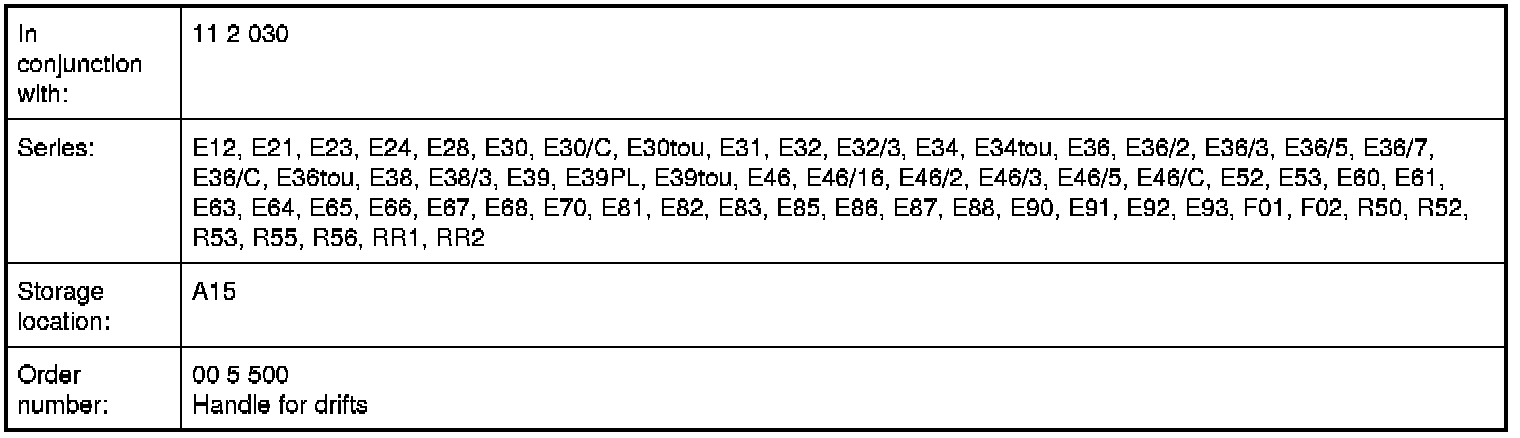 In
conjunction
with:
11 2 030
Series:
E12, E21, E23, E24, E28, E30, E30/C, E30tou, E31, E32, E32/3, E34, E34tou, E36, E36/2, E36/3, E36/5, E36/7,
E36/C, E36tou, E38, E38/3, E39, E39PL, E39tou, E46, E46/16, E46/2, E46/3, E46/5, E46/C, E52, E53, E60, E61,
E63, E64, E65, E66, E67, E68, E70, E81, E82, E83, E85, E86, E87, E88, E90, E91, E92, E93, F01, F02, R50, R52,
R53, R55, R56, RR1, RR2
Storage
location:
A15
Order
number:
00 5 500
Handle for drifts